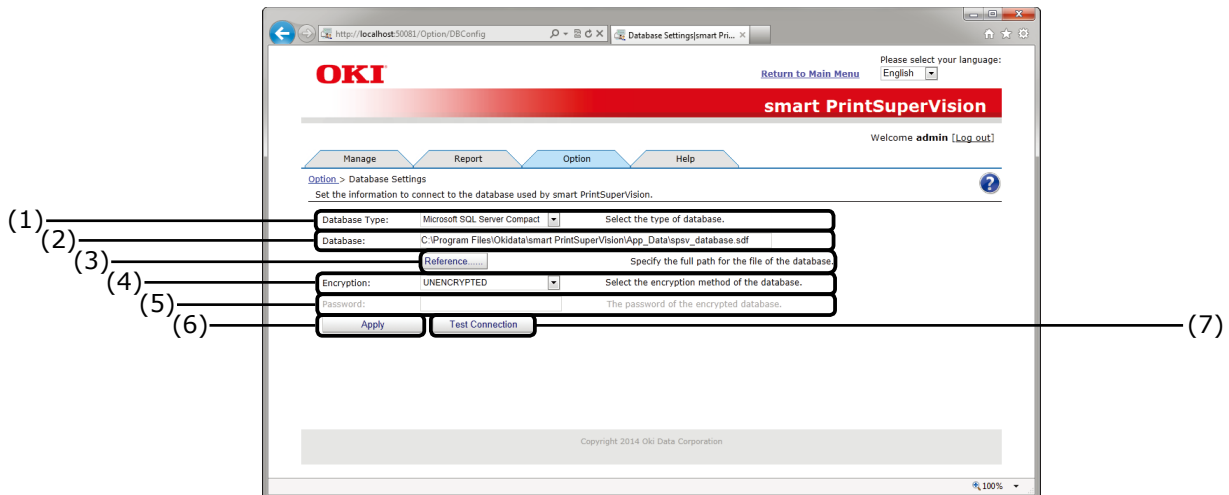 http://localhost:50081/Option/DBConfig
Database Settings|smart Pri...
OKI
Return to Main Menu
Please select your language:
English
smart PrintSuperVision
Welcome admin [Log out]
Manage Report Option Help
Option > Database Settings
Set the information to connect to the database used by smart PrintSuperVision.
(1) Database Type: Microsoft SQL Server Compact Select the type of database.
(2) Database: C:\Program Files\Okidata\smart PrintSuperVision\App_Data\spsv_database.sdf
(3) Reference...... Specify the full path for the file of the database.
(4) Encryption: UNENCRYPTED Select the encryption method of the database.
(5) Password: The password of the encrypted database.
(6) Apply Test Connection (7)
Copyright 2014 Oki Data Corporation
100%